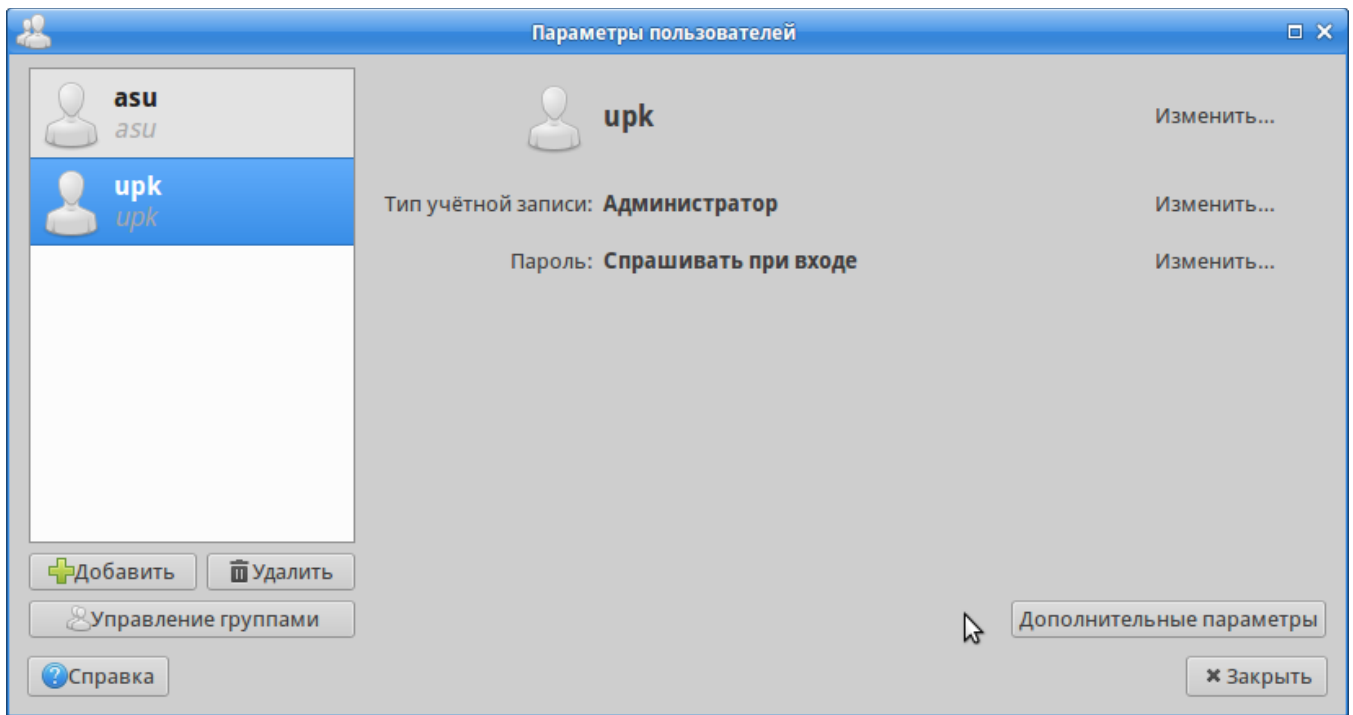 Параметры пользователей
asu
asu
upk
upk
upk
Изменить...
Тип учётной записи: Администратор
Изменить...
Пароль: Спрашивать при входе
Изменить...
Добавить
Удалить
Управление группами
Дополнительные параметры
Справка
Закрыть